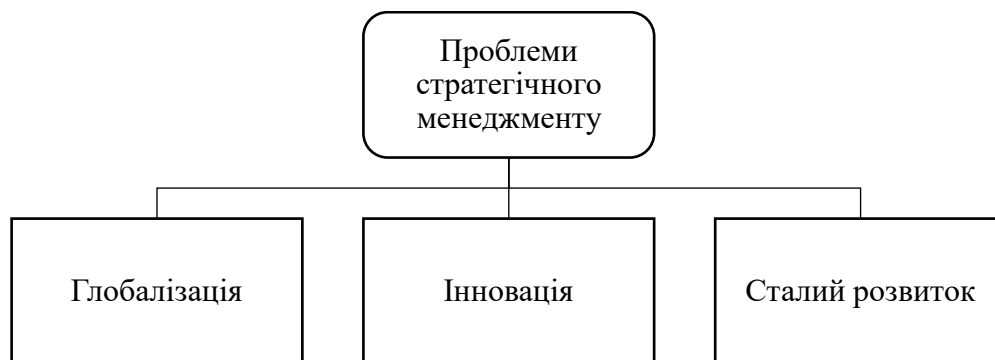 Проблеми
стратегічного
менеджменту
Глобалізація
Інновація
Сталий розвиток